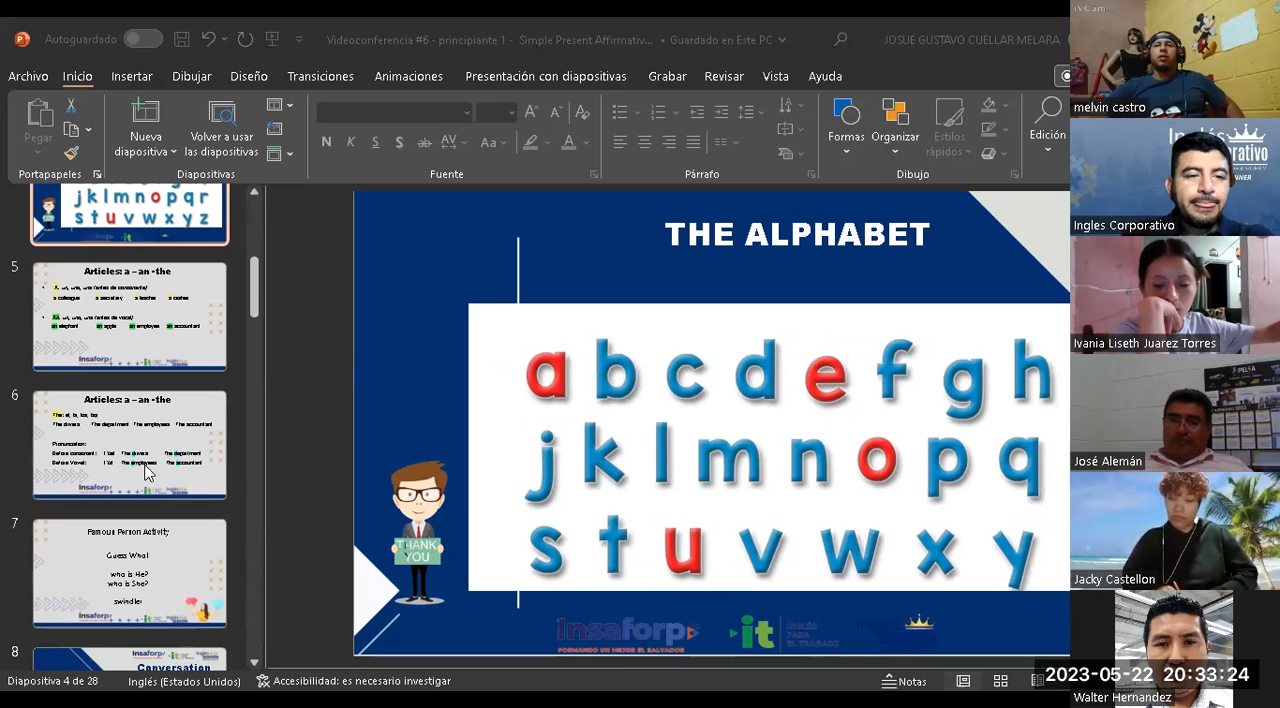 Autoguardado
Videoconferencia #6 - principiante 1 - Simple Present Affirmativ... • Guardado en Este PC
JOSUE GUSTAVO CUELLAR MELARA
Archivo Inicio Insertar Dibujar Diseño Transiciones Animaciones Presentación con diapositivas Grabar Revisar Vista Ayuda
Pegar
Nueva diapositiva
Volver a usar las diapositivas
Formas
Organizar
Estilos rápidos
Edición
Portapapeles Diapositivas Fuente Párrafo Dibujo
j k l m n o p q r
s t u v w x y z
5
Articles: a - an -the
6
Articles: a - an -the
7
Famous Person Activity
Guess Who!
who is He?
who is She?
swindler
8
Conversation
THE ALPHABET
a b c d e f g h
j k l m n o p q
s t u v w x y
THANK YOU
Insaforp
FORMANDO UN MEJOR EL SALVADOR
it INGLÉS PARA EL TRABAJO
Diapositiva 4 de 28 Inglés (Estados Unidos) Accesibilidad: es necesario investigar Notas
iVCam
melvin castro
Ingles Corporativo
Ivania Liseth Juarez Torres
José Alemán
Jacky Castellon
2023-05-22 20:33:24
Walter Hernandez